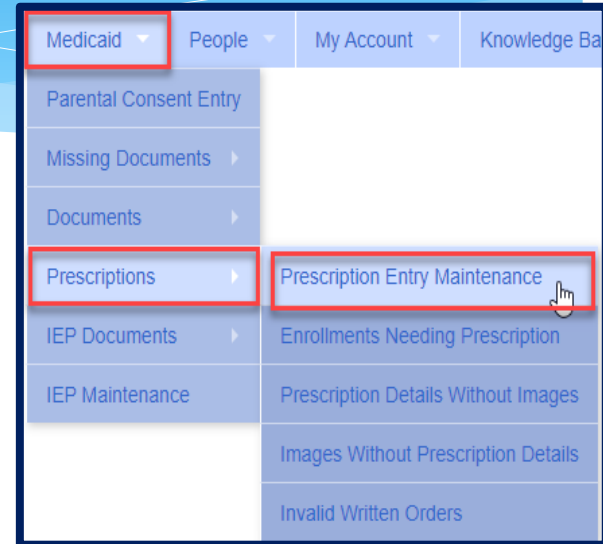 Medicaid People My Account Knowledge Ba
Parental Consent Entry
Missing Documents
Documents
Prescriptions Prescription Entry Maintenance
IEP Documents Enrollments Needing Prescription
IEP Maintenance Prescription Details Without Images
Images Without Prescription Details
Invalid Written Orders